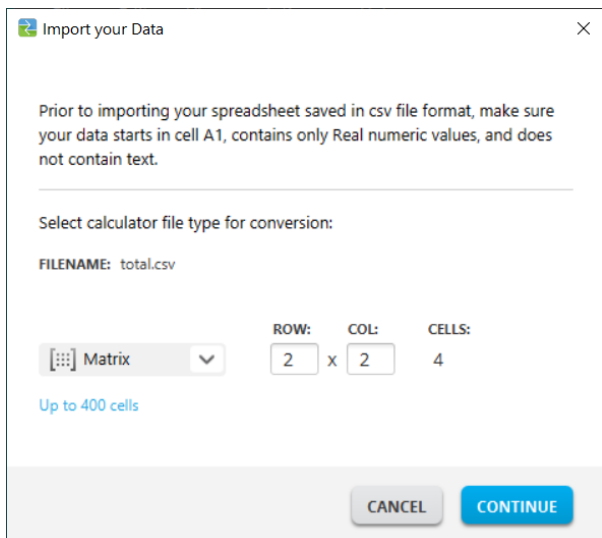 Import your Data
Prior to importing your spreadsheet saved in csv file format, make sure
your data starts in cell A1, contains only Real numeric values, and does
not contain text.
Select calculator file type for conversion:
FILENAME: total.csv
ROW: COL: CELLS:
Matrix 2 x 2 4
Up to 400 cells
CANCEL CONTINUE